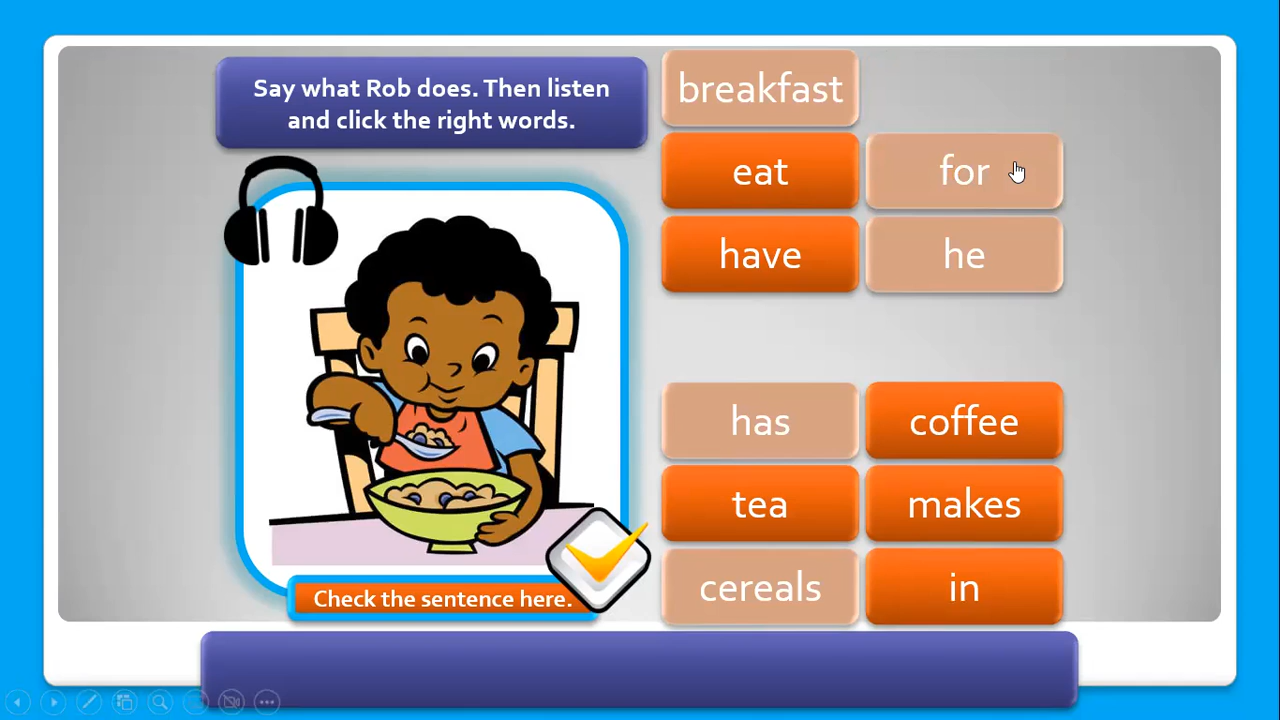 Say what Rob does. Then listen
and click the right words.
breakfast
eat
for
have
he
has
coffee
tea
makes
cereals
in
Check the sentence here.